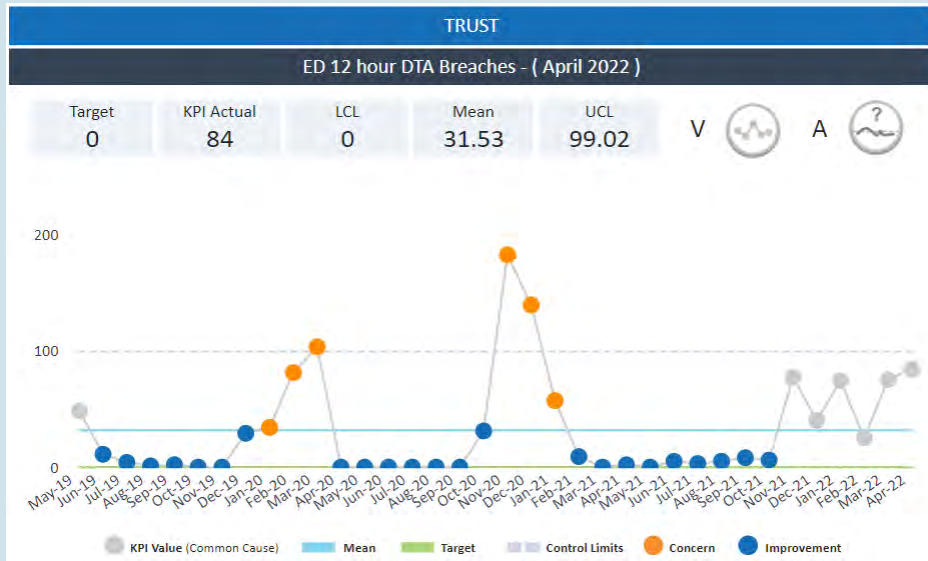 TRUST
ED 12 hour DTA Breaches - ( April 2022 )
Target KPI Actual LCL Mean UCL
0 84 0 31.53 99.02 V A ?
200
100
0
May-19 Jun-19 Jul-19 Aug-19 Sep-19 Oct-19 Nov-19 Dec-19 Jan-20 Feb-20 Mar-20 Apr-20 May-20 Jun-20 Jul-20 Aug-20 Sep-20 Oct-20 Nov-20 Dec-20 Jan-21 Feb-21 Mar-21 Apr-21 May-21 Jun-21 Jul-21 Aug-21 Sep-21 Oct-21 Nov-21 Dec-21 Jan-22 Feb-22 Mar-22 Apr-22
KPI Value (Common Cause) Mean Target Control Limits Concern Improvement